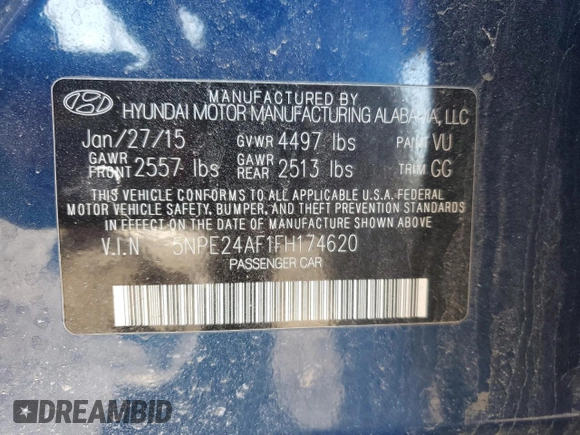 MANUFACTURED BY
HYUNDAI MOTOR MANUFACTURING ALABAMA, LLC
Jan/27/15 GVWR 4497 lbs PAINT VU
GAWR FRONT 2557 lbs GAWR REAR 2513 lbs TRIM GG
THIS VEHICLE CONFORMS TO ALL APPLICABLE U.S.A. FEDERAL
MOTOR VEHICLE SAFETY, BUMPER, AND THEFT PREVENTION STANDARDS
IN EFFECT ON THE DATE OF MANUFACTURE SHOWN ABOVE.
V.I.N 5NPE24AF1FH174620
PASSENGER CAR
DREAMBID